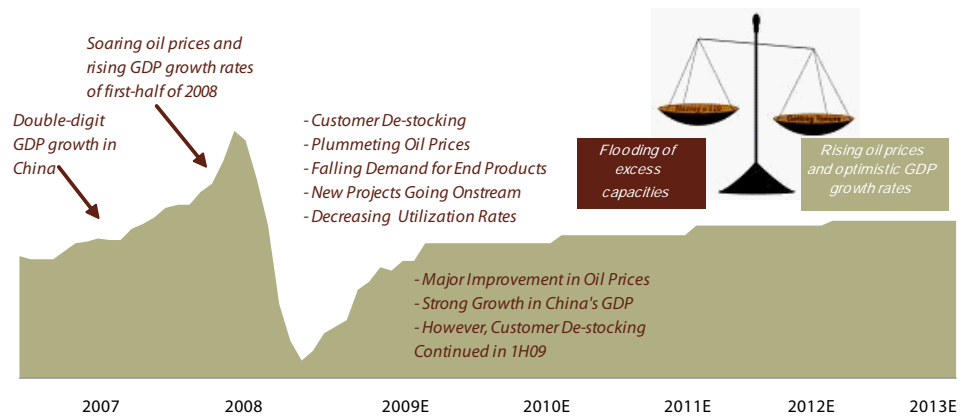 Soaring oil prices and
rising GDP growth rates
of first-half of 2008
Double-digit
GDP growth in
China
- Customer De-stocking
- Plummeting Oil Prices
- Falling Demand for End Products
- New Projects Going Onstream
- Decreasing Utilization Rates
Flooding of
excess
capacities
Rising oil prices
and optimistic GDP
growth rates
- Major Improvement in Oil Prices
- Strong Growth in China's GDP
- However, Customer De-stocking
Continued in 1H09
2007
2008
2009E
2010E
2011E
2012E
2013E